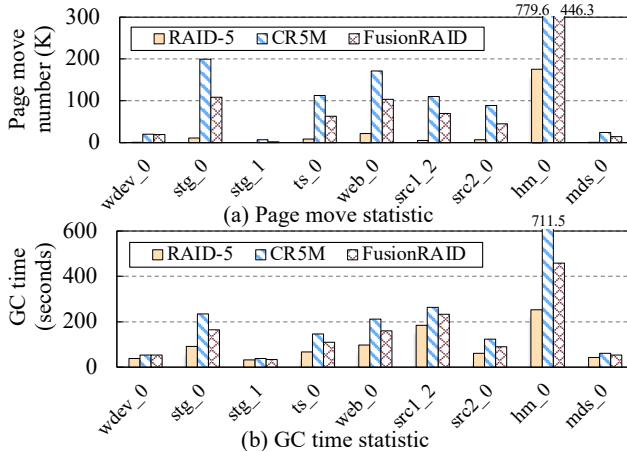 779.6 446.3
300
RAID-5 CR5M FusionRAID
200
100
0
Page move
number (K)
wdev_0 stg_0 stg_1 ts_0 web_0 src1_2 src2_0 hm_0 mds_0
(a) Page move statistic
711.5
600
RAID-5 CR5M FusionRAID
400
200
0
GC time
(seconds)
wdev_0 stg_0 stg_1 ts_0 web_0 src1_2 src2_0 hm_0 mds_0
(b) GC time statistic